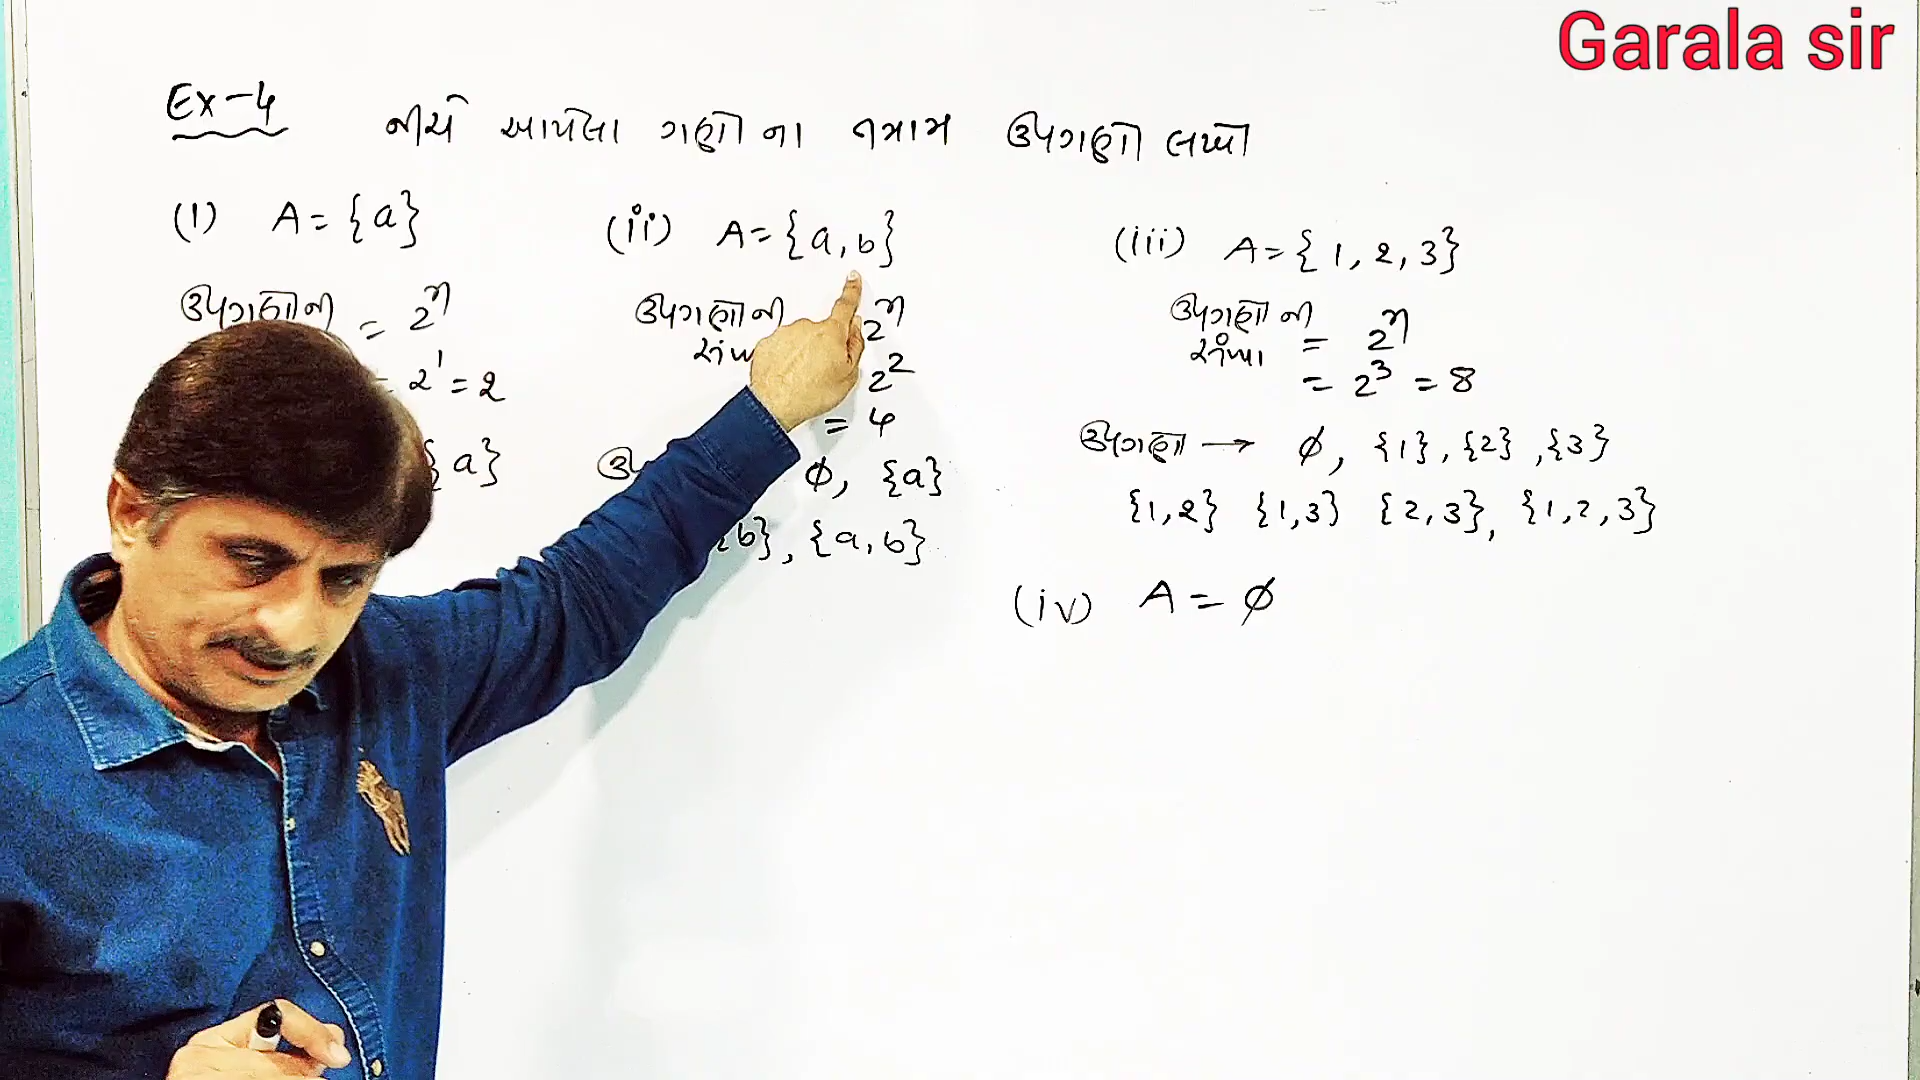 Garala sir
Ex-4 નીચે આપેલા ગણોના તમામ ઉપગણો લખો
(i) A = {a}
ઉપગણોની = 2ⁿ
= 2¹ = 2
{a}
(ii) A = {a, b}
ઉપગણોની 2ⁿ
2²
= 4
ϕ, {a}
{b}, {a, b}
(iii) A = {1, 2, 3}
ઉપગણોની
સંખ્યા = 2ⁿ
= 2³ = 8
ઉપગણો → ϕ, {1}, {2}, {3}
{1,2} {1,3} {2,3}, {1,2,3}
(iv) A = ϕ